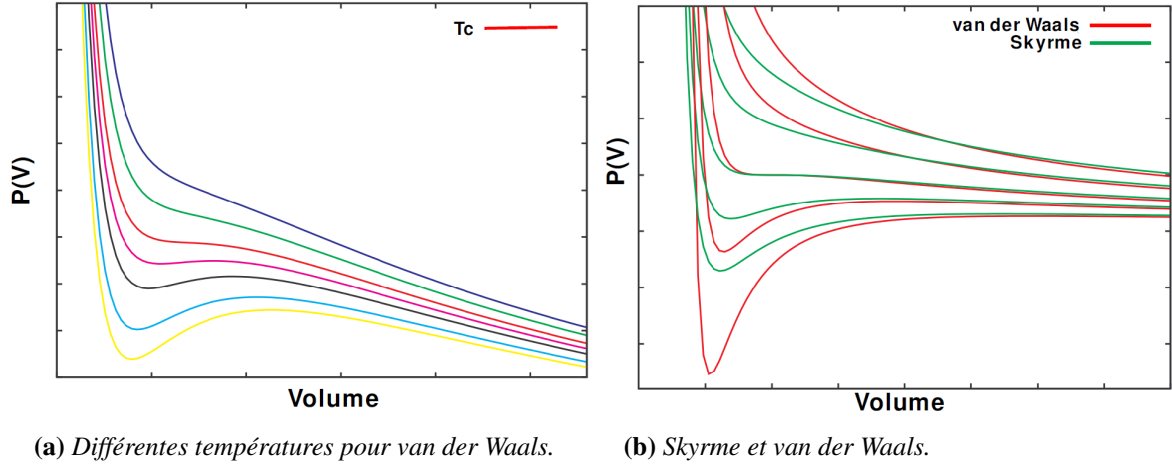 Tc
P(V)
Volume
van der Waals
Skyrme
P(V)
Volume
(a) Différentes températures pour van der Waals.
(b) Skyrme et van der Waals.